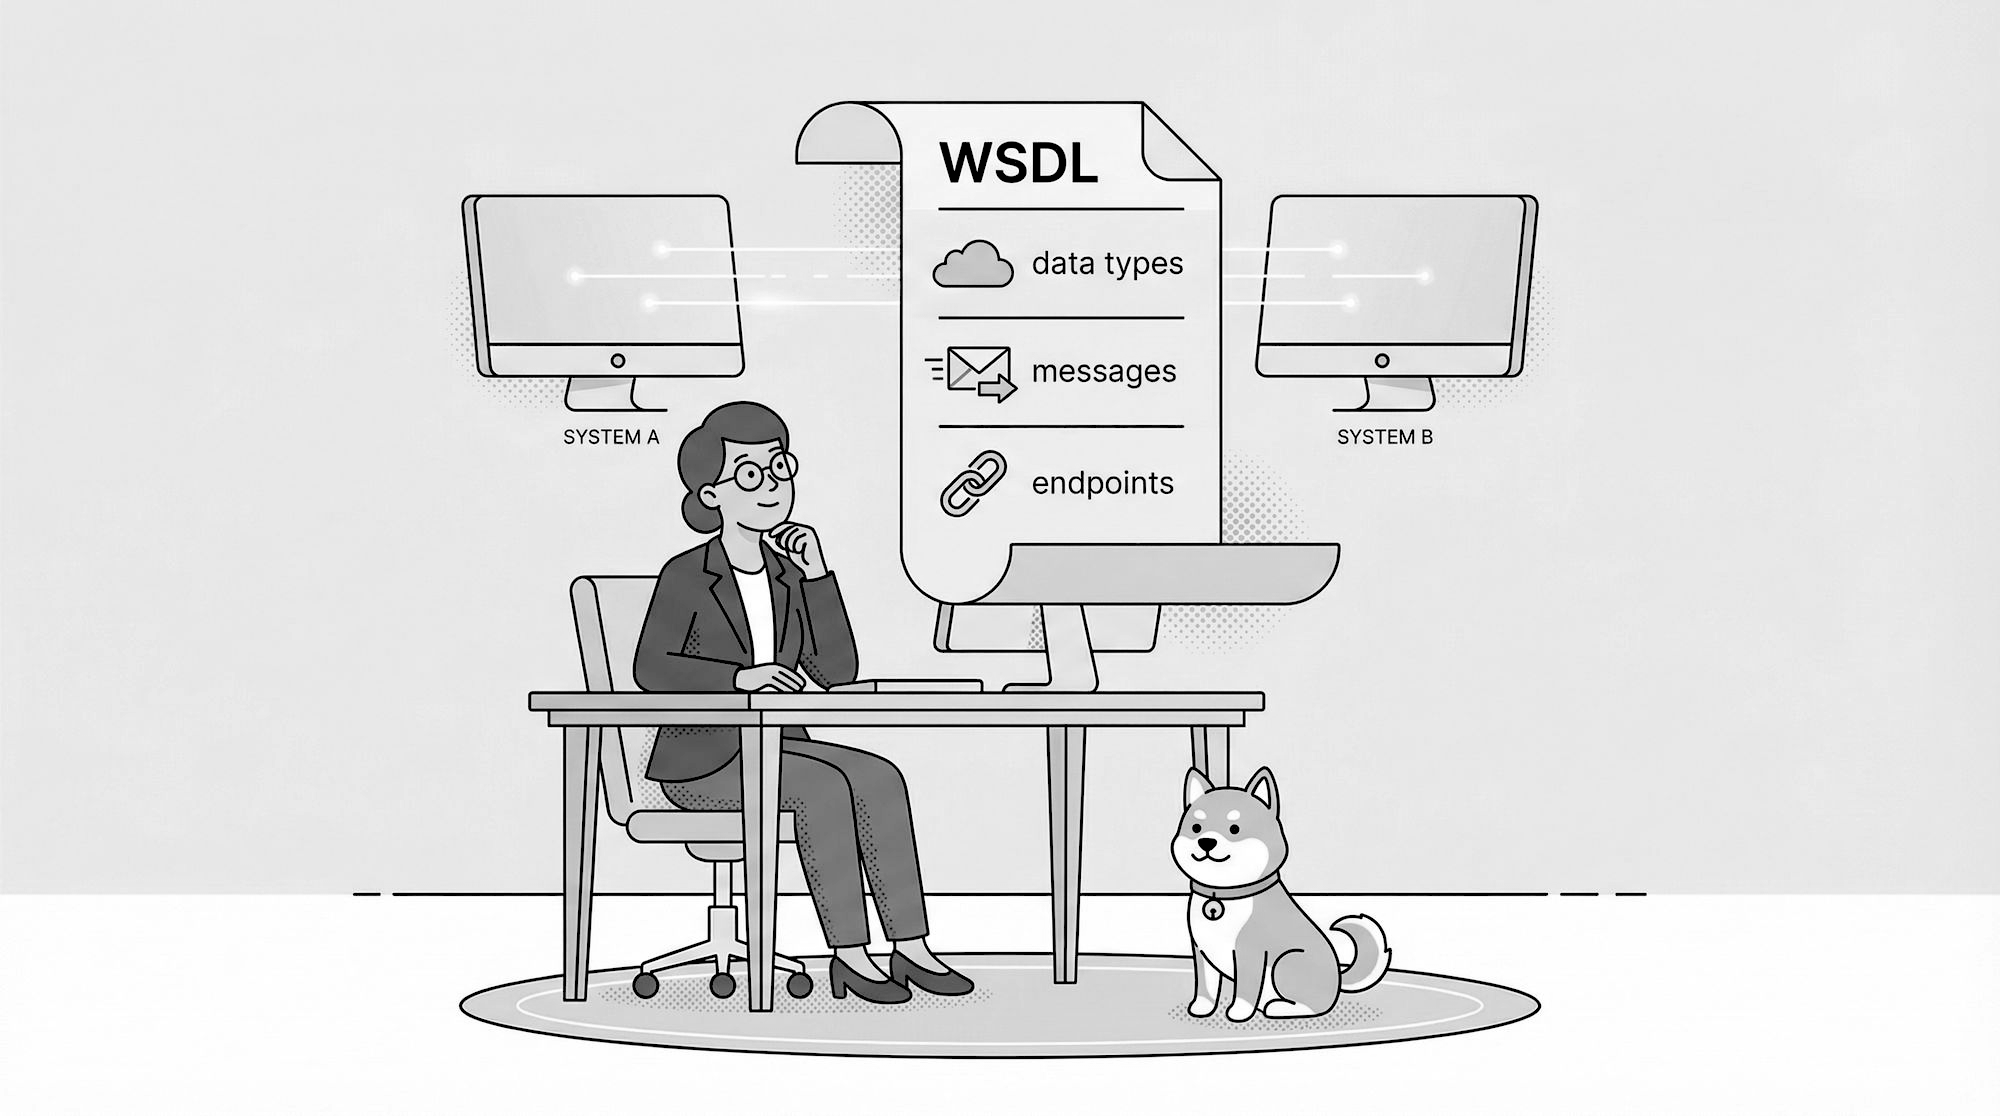 WSDL
data types
messages
endpoints
SYSTEM A
SYSTEM B